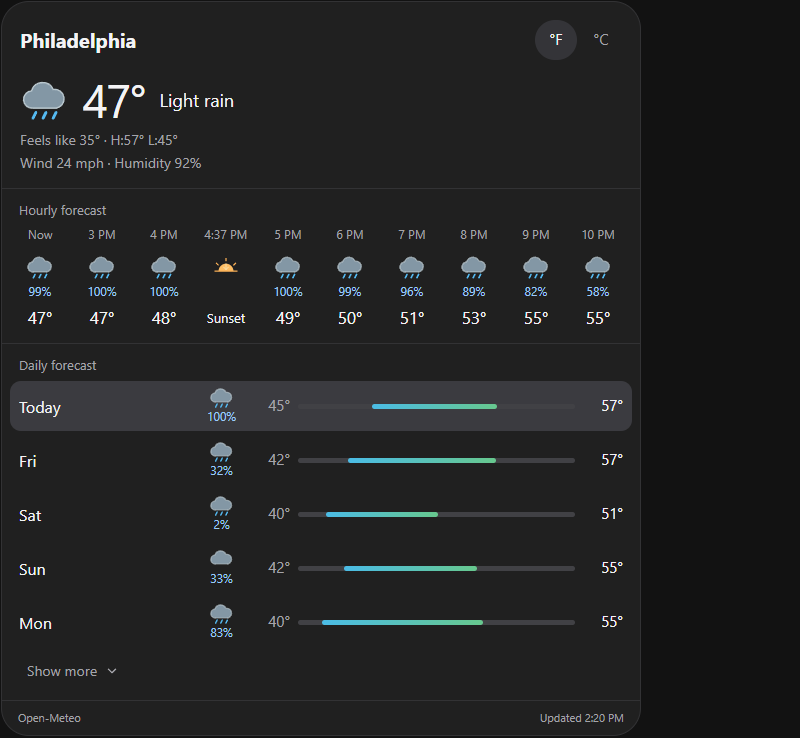 Philadelphia °F °C
47° Light rain
Feels like 35° · H:57° L:45°
Wind 24 mph · Humidity 92%
Hourly forecast
Now 3 PM 4 PM 4:37 PM 5 PM 6 PM 7 PM 8 PM 9 PM 10 PM
99% 100% 100% 100% 99% 96% 89% 82% 58%
47° 47° 48° Sunset 49° 50° 51° 53° 55° 55°
Daily forecast
Today 100% 45° 57°
Fri 32% 42° 57°
Sat 2% 40° 51°
Sun 33% 42° 55°
Mon 83% 40° 55°
Show more
Open-Meteo Updated 2:20 PM